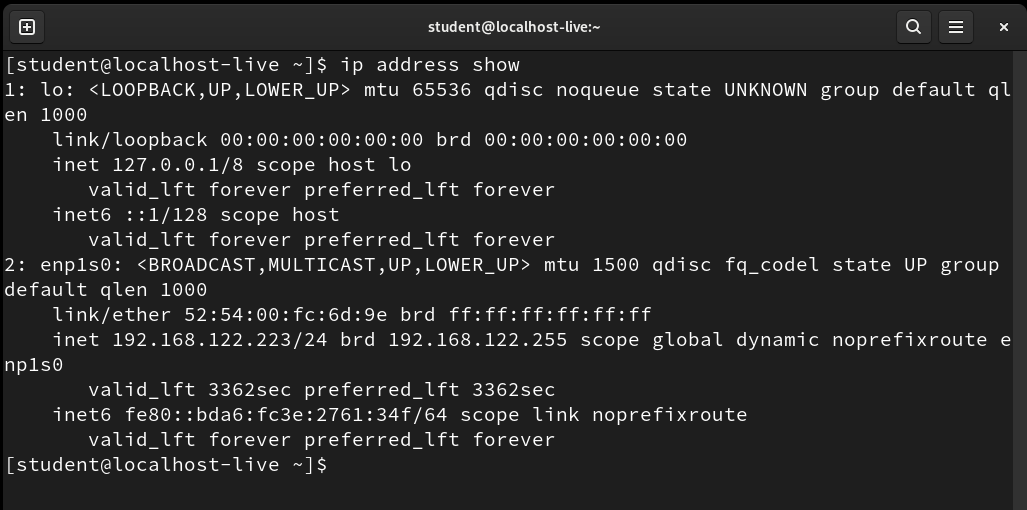 student@localhost-live:~
[student@localhost-live ~]$ ip address show
1: lo: <LOOPBACK,UP,LOWER_UP> mtu 65536 qdisc noqueue state UNKNOWN group default ql
en 1000
    link/loopback 00:00:00:00:00:00 brd 00:00:00:00:00:00
    inet 127.0.0.1/8 scope host lo
       valid_lft forever preferred_lft forever
    inet6 ::1/128 scope host
       valid_lft forever preferred_lft forever
2: enp1s0: <BROADCAST,MULTICAST,UP,LOWER_UP> mtu 1500 qdisc fq_codel state UP group
default qlen 1000
    link/ether 52:54:00:fc:6d:9e brd ff:ff:ff:ff:ff:ff
    inet 192.168.122.223/24 brd 192.168.122.255 scope global dynamic noprefixroute e
np1s0
       valid_lft 3362sec preferred_lft 3362sec
    inet6 fe80::bda6:fc3e:2761:34f/64 scope link noprefixroute
       valid_lft forever preferred_lft forever
[student@localhost-live ~]$